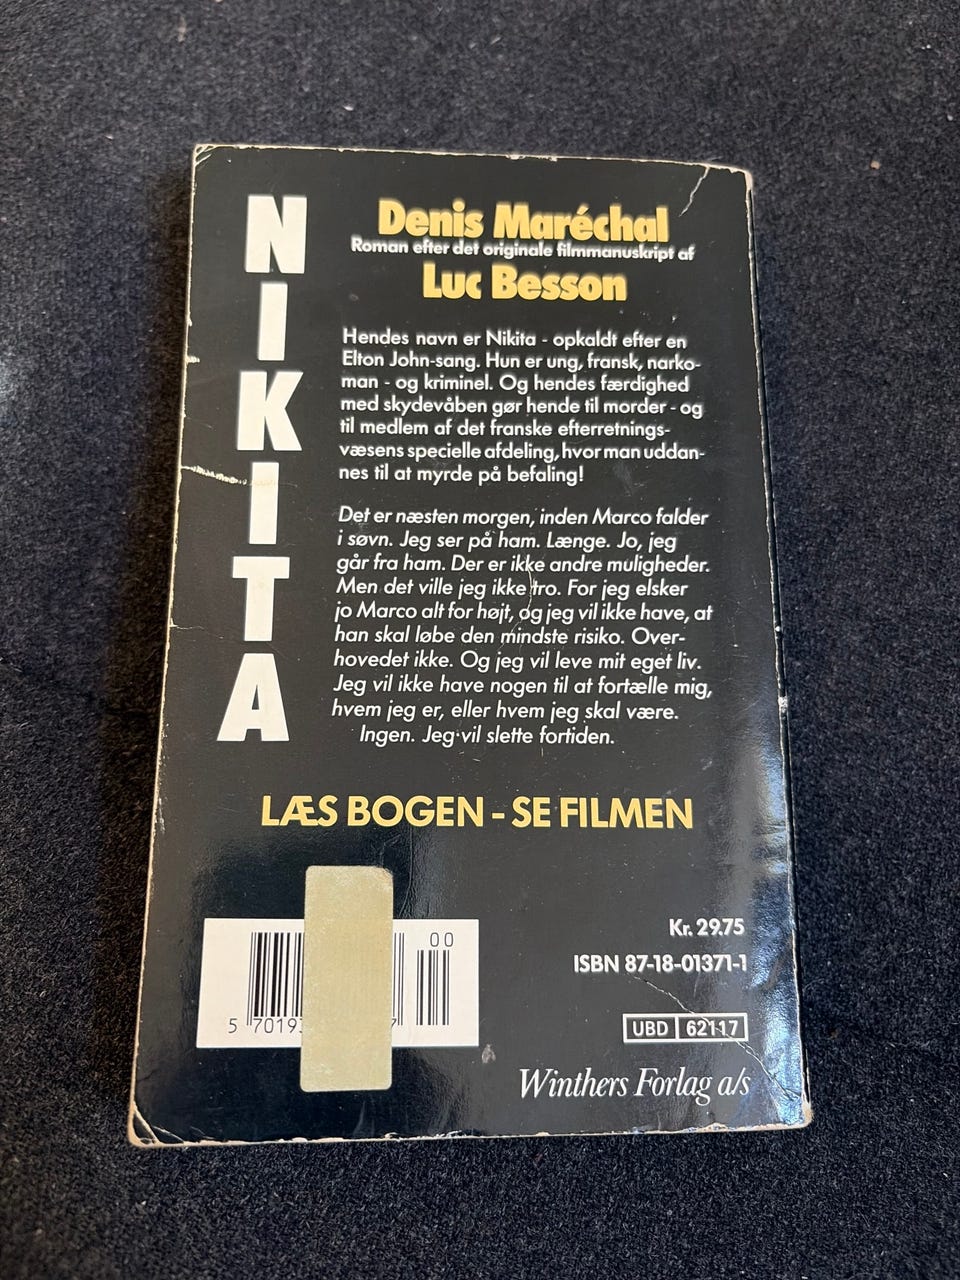 NIKITA
Denis Maréchal
Roman efter det originale filmmanuskript af
Luc Besson
Hendes navn er Nikita - opkaldt efter en
Elton John-sang. Hun er ung, fransk, narko-
man - og kriminel. Og hendes færdighed
med skydevåben gør hende til morder - og
til medlem af det franske efterretnings-
væsens specielle afdeling, hvor man uddan-
nes til at myrde på befaling!
Det er næsten morgen, inden Marco falder
i søvn. Jeg ser på ham. Længe. Jo, jeg
går fra ham. Der er ikke andre muligheder.
Men det ville jeg ikke tro. For jeg elsker
jo Marco alt for højt, og jeg vil ikke have, at
han skal løbe den mindste risiko. Over-
hovedet ikke. Og jeg vil leve mit eget liv.
Jeg vil ikke have nogen til at fortælle mig,
hvem jeg er, eller hvem jeg skal være.
Ingen. Jeg vil slette fortiden.
LÆS BOGEN - SE FILMEN
00
5 70193
Kr. 29.75
ISBN 87-18-01371-1
UBD 62117
Winthers Forlag a/s